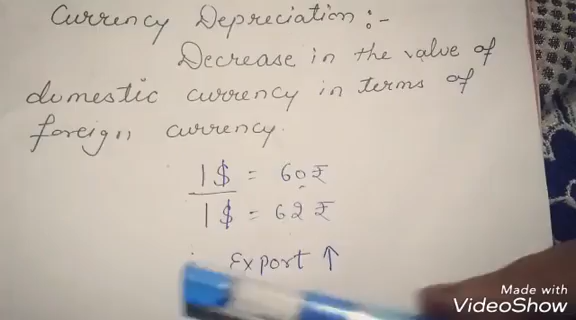 Currency Depreciation :-
Decrease in the value of
domestic currency in terms of
foreign currency.
1$ = 60₹
1$ = 62₹
Export ↑
Made with
VideoShow